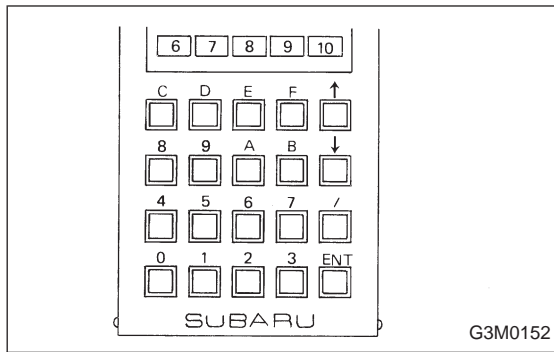 6 7 8 9 10
C D E F ↑
8 9 A B ↓
4 5 6 7 /
0 1 2 3 ENT
SUBARU
G3M0152